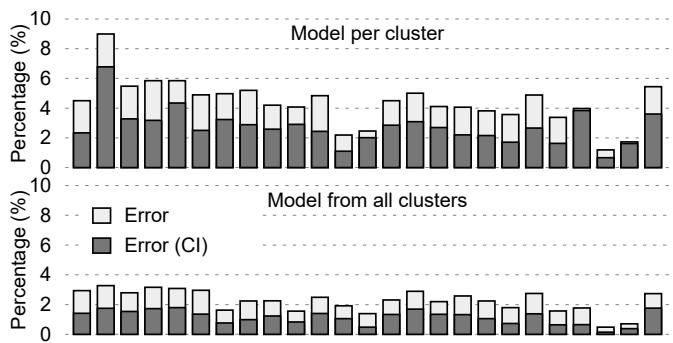 Percentage (%)
10
8
6
4
2
0
Model per cluster
Percentage (%)
10
8
6
4
2
0
Model from all clusters
Error
Error (CI)